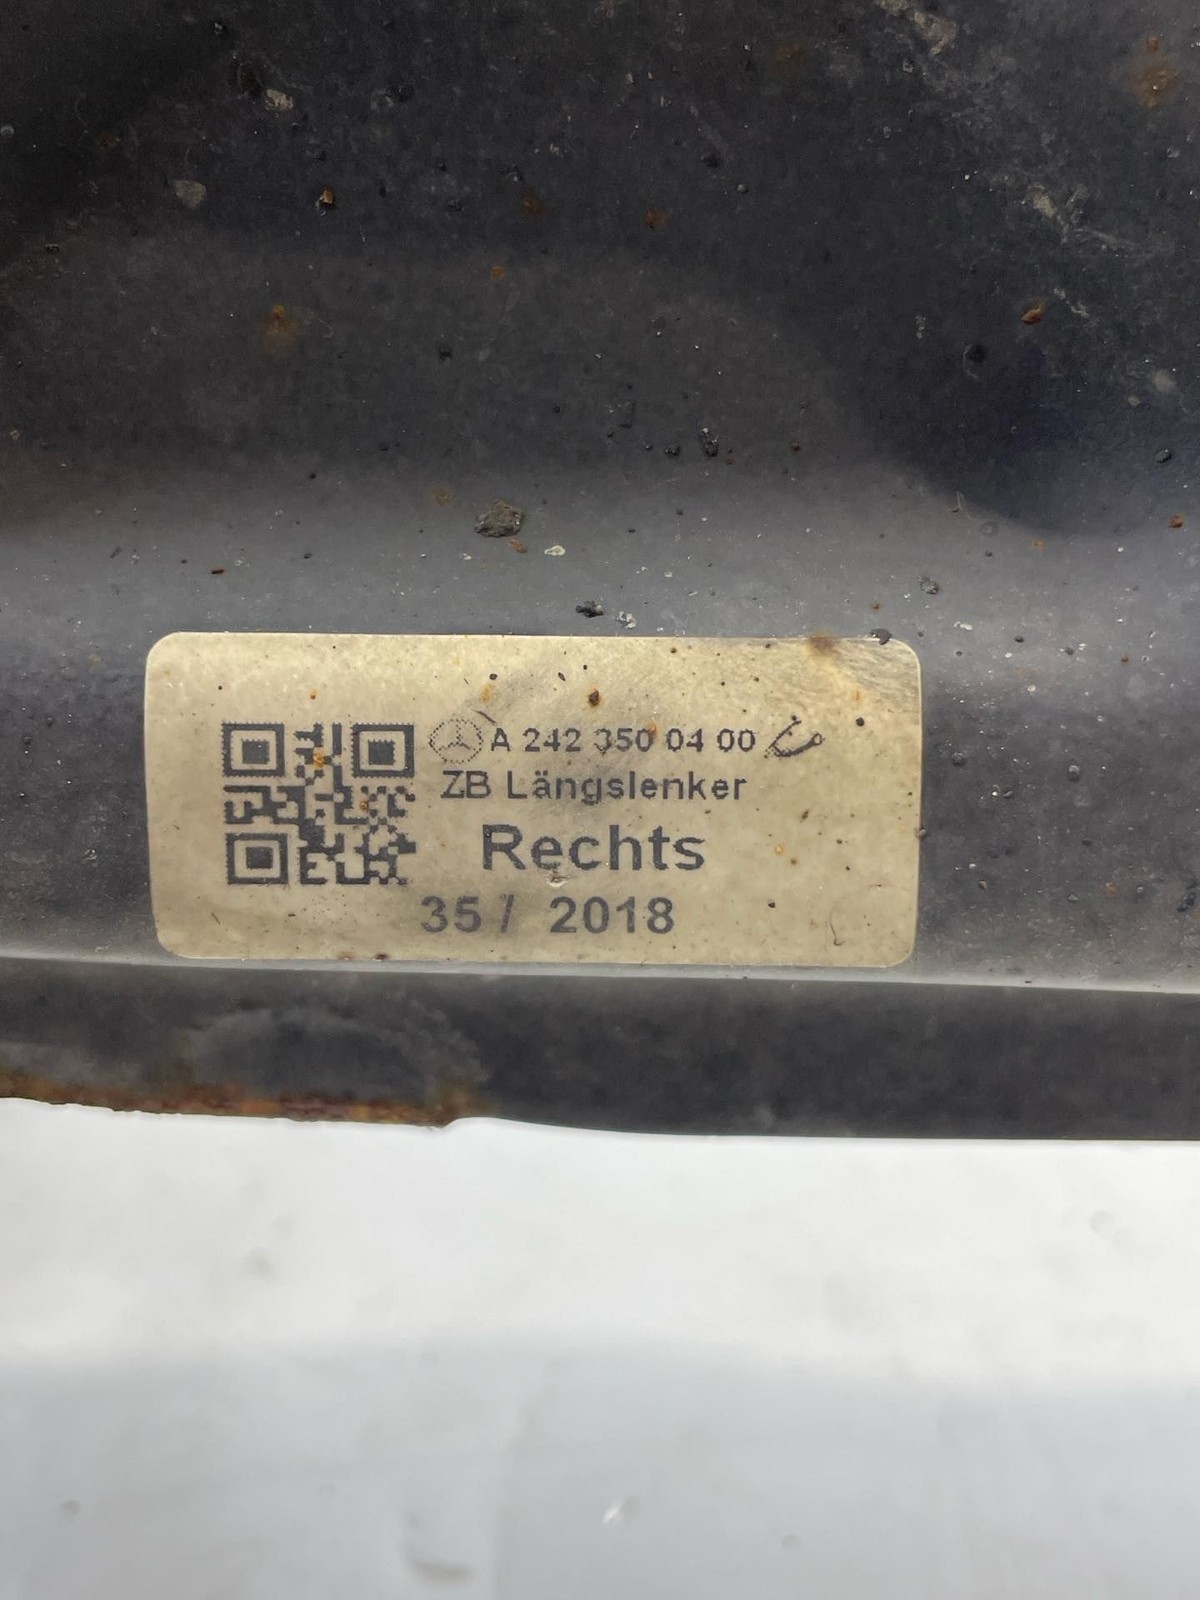 A 242 350 04 00
ZB Längslenker
Rechts
35 / 2018